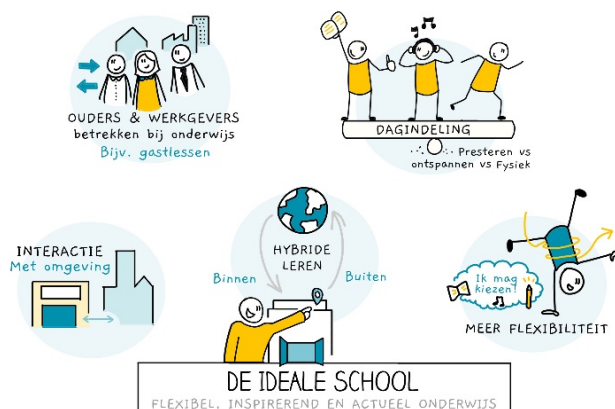 OUDERS & WERKGEVERS
betrekken bij onderwijs
Bijv. gastlessen
DAGINDELING
Presteren vs
ontspannen vs Fysiek
INTERACTIE
Met omgeving
HYBRIDE
LEREN
Binnen
Buiten
Ik mag
kiezen!
MEER FLEXIBILITEIT
DE IDEALE SCHOOL
FLEXIBEL, INSPIREREND EN ACTUEEL ONDERWIJS